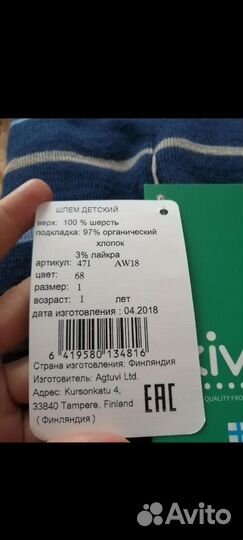 ШЛЕМ ДЕТСКИЙ
верх: 100 % шерсть
подкладка: 97% органический
хлопок
3% лайкра
артикул: 471 AW18
цвет: 68
размер: 1
возраст: 1 лет
дата изготовления : 04.2018
6 419580 134816
Страна изготовления: Финляндия
Изготовитель: Agtuvi Ltd.
Адрес: Kursonkatu 4,
33840 Tampere, Finland
( Финляндия )
EAC
QUALITY FRO
Avito